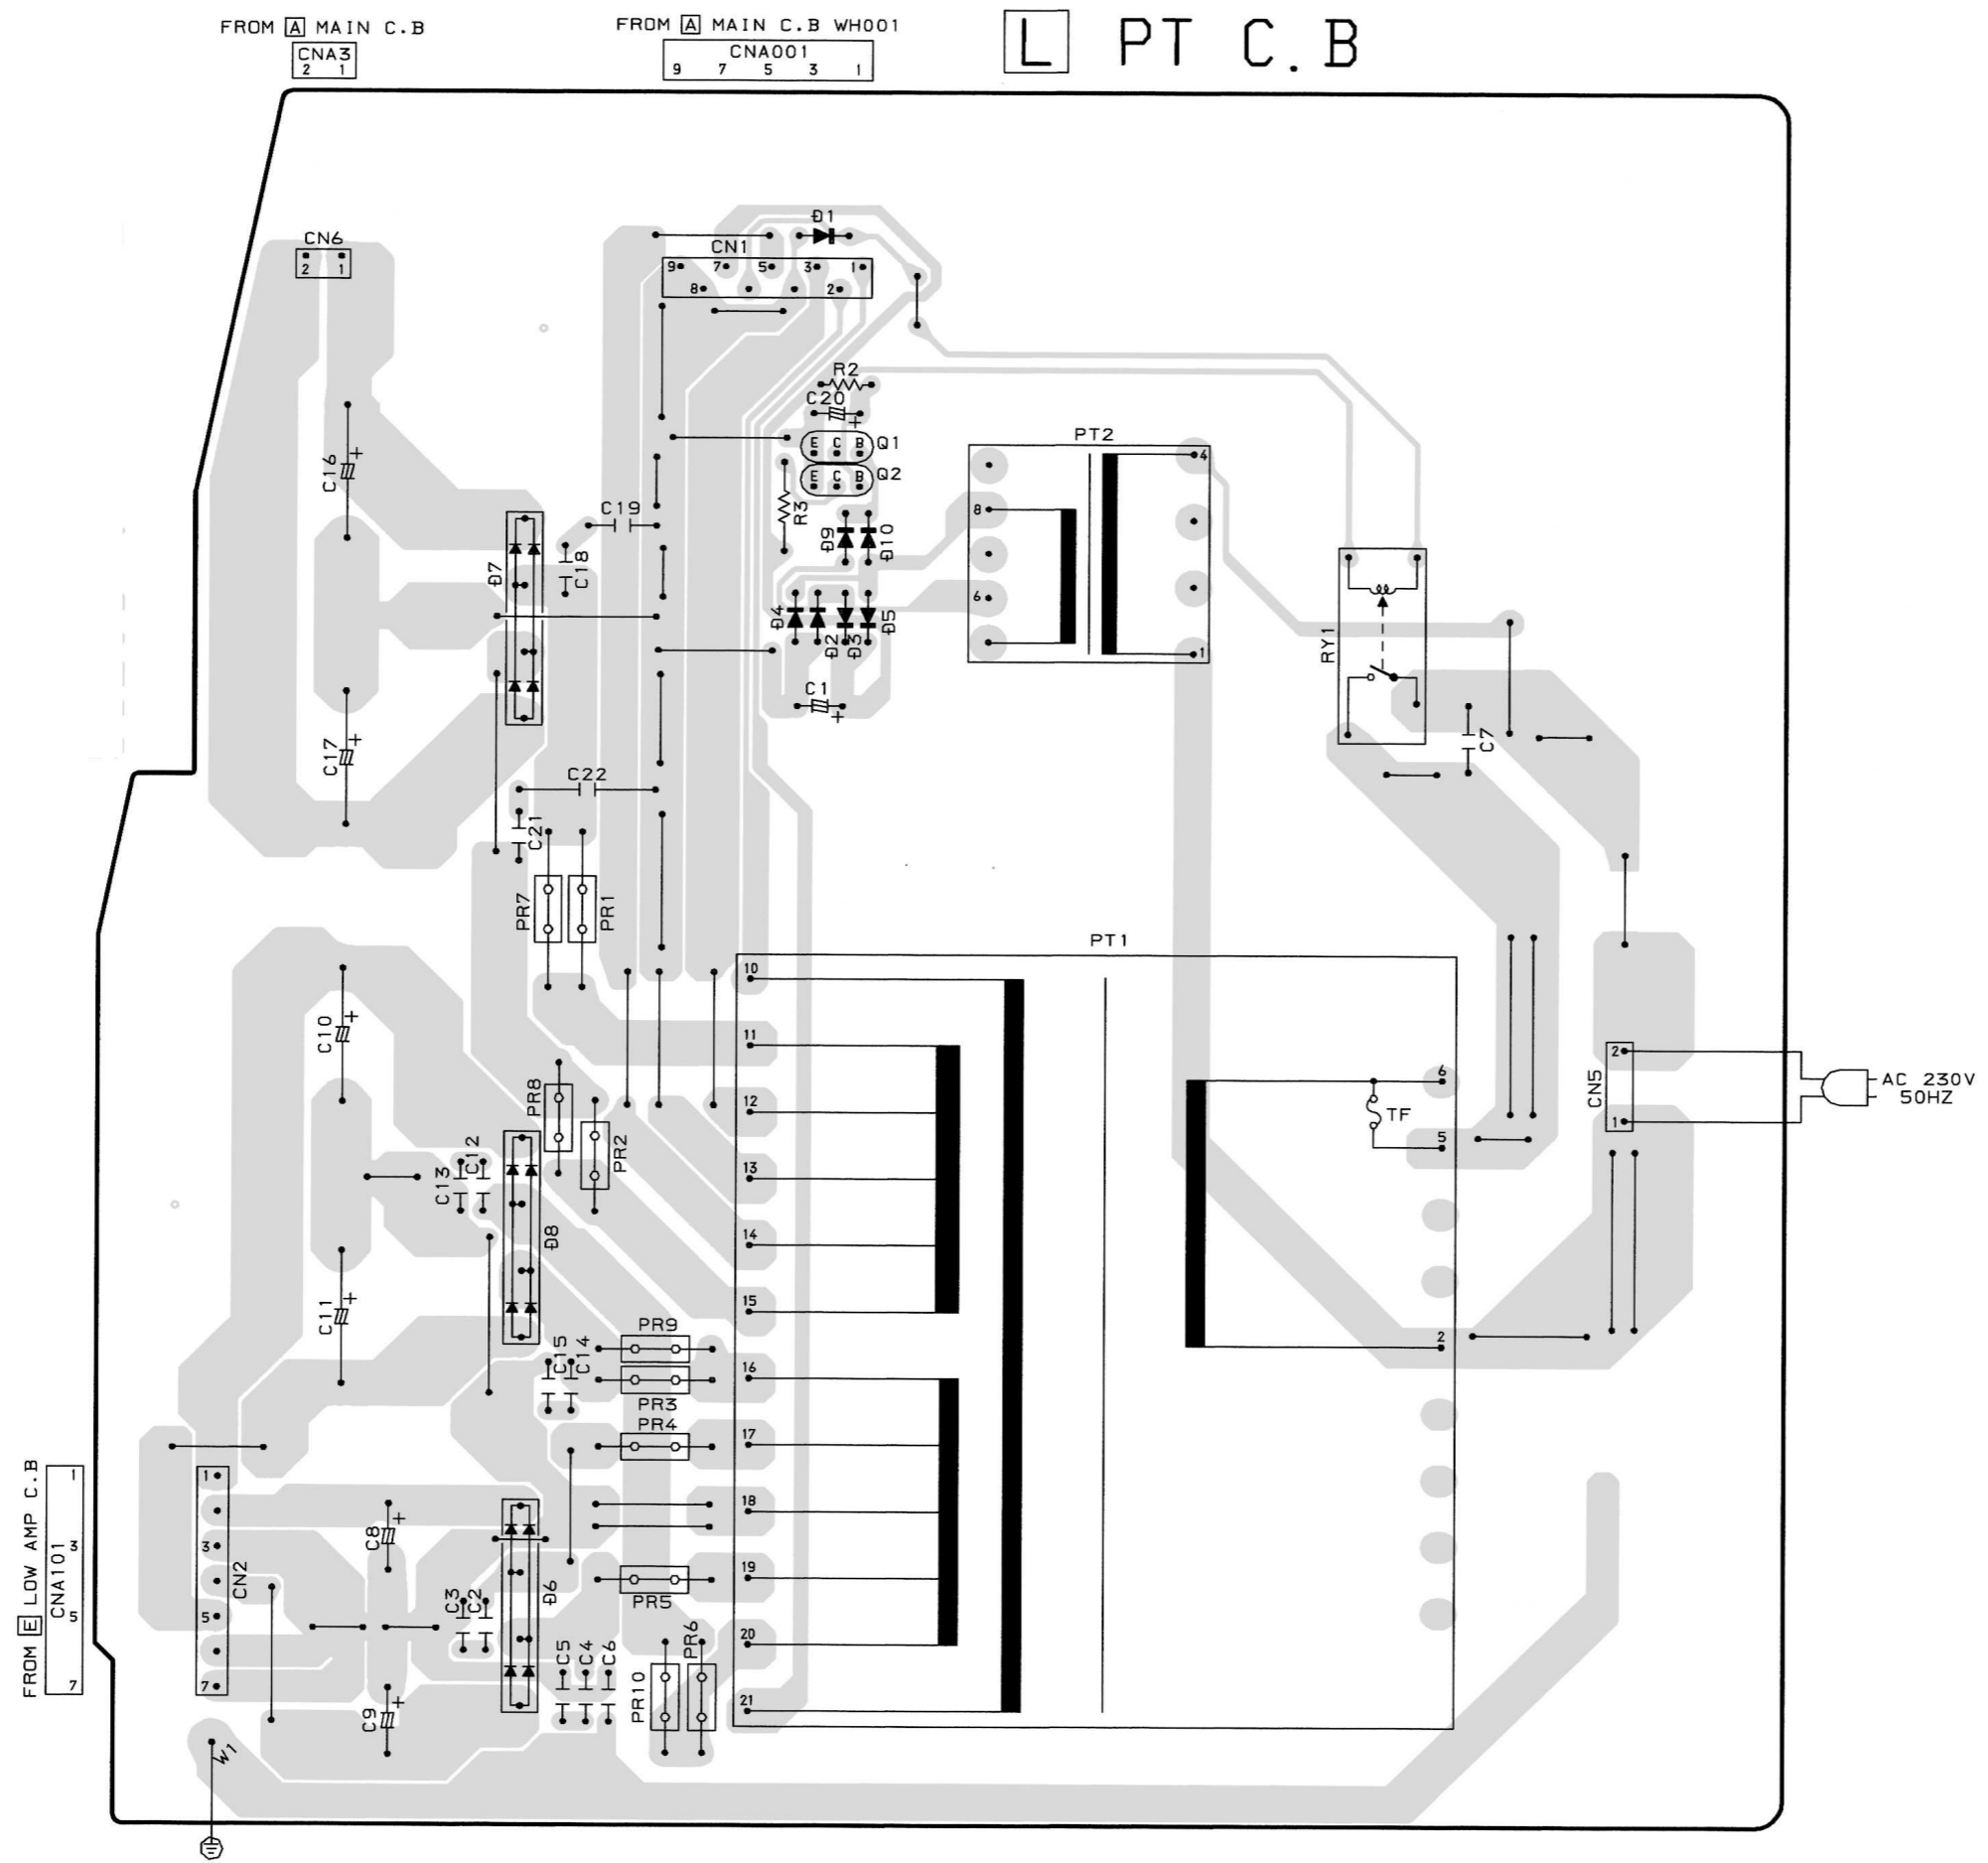 FROM A MAIN C.B
CNA3
2 1
FROM A MAIN C.B WH001
CNA001
9 7 5 3 1
L PT C.B
D1
CN6
2 1
CN1
9 7 5 3 1
8 2
R2
C20
E C B Q1
E C B Q2
PT2
4
8
6
1
C16
C19
R3
D9
D10
D7
C18
D4
D2
D3
D5
RY1
C1
C17
C7
C22
C21
PR7
PR1
PT1
10
11
12
13
14
15
16
17
18
19
20
21
6
5
2
TF
C10
PR8
PR2
CN5
2
1
AC 230V
50HZ
C13
C12
D8
C11
PR9
C15
C14
PR3
PR4
FROM E LOW AMP C.B
CNA101
1
3
5
7
CN2
1
3
5
7
C8
C3
C2
D6
PR5
C5
C4
C6
PR10
PR6
C9
W1